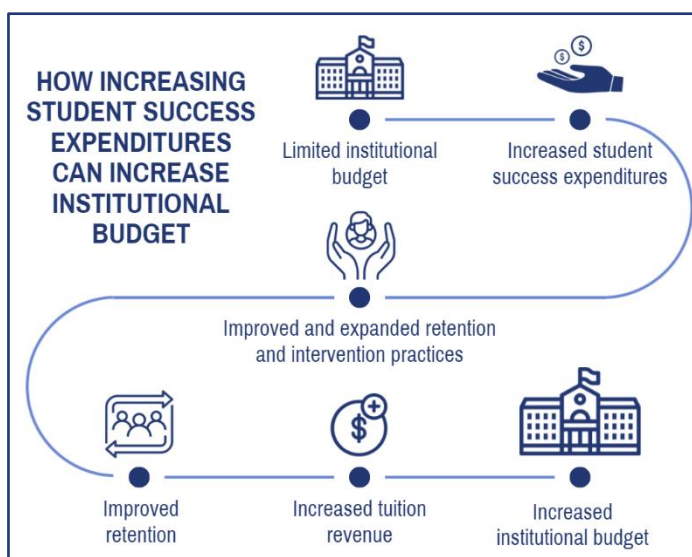 HOW INCREASING
STUDENT SUCCESS
EXPENDITURES
CAN INCREASE
INSTITUTIONAL
BUDGET
Limited institutional
budget
Increased student
success expenditures
Improved and expanded retention
and intervention practices
Improved
retention
Increased tuition
revenue
Increased
institutional budget